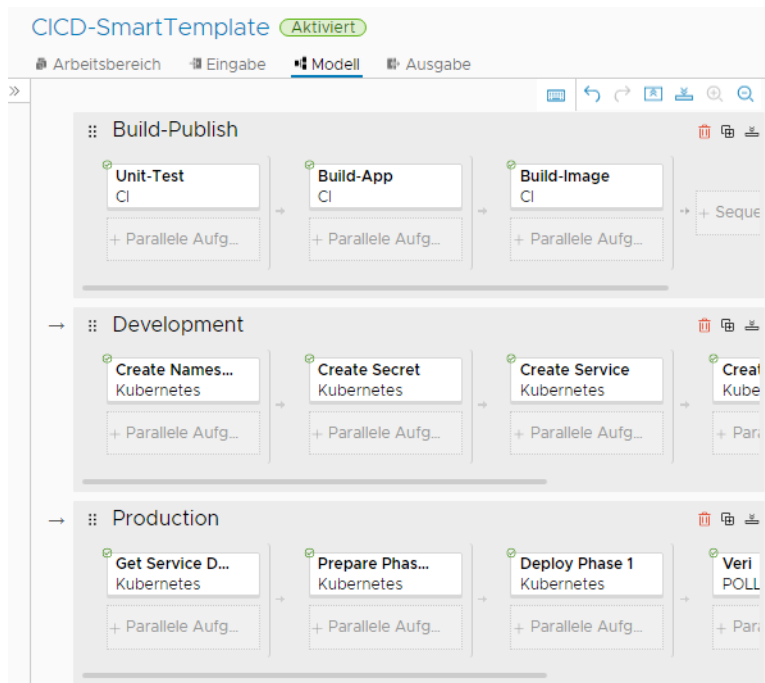 CICD-SmartTemplate Aktiviert
Arbeitsbereich Eingabe Modell Ausgabe
Build-Publish
Unit-Test
CI
+ Parallele Aufg...
Build-App
CI
+ Parallele Aufg...
Build-Image
CI
+ Parallele Aufg...
+ Seque
Development
Create Names...
Kubernetes
+ Parallele Aufg...
Create Secret
Kubernetes
+ Parallele Aufg...
Create Service
Kubernetes
+ Parallele Aufg...
Creat
Kube
+ Para
Production
Get Service D...
Kubernetes
+ Parallele Aufg...
Prepare Phas...
Kubernetes
+ Parallele Aufg...
Deploy Phase 1
Kubernetes
+ Parallele Aufg...
Veri
POLL
+ Para